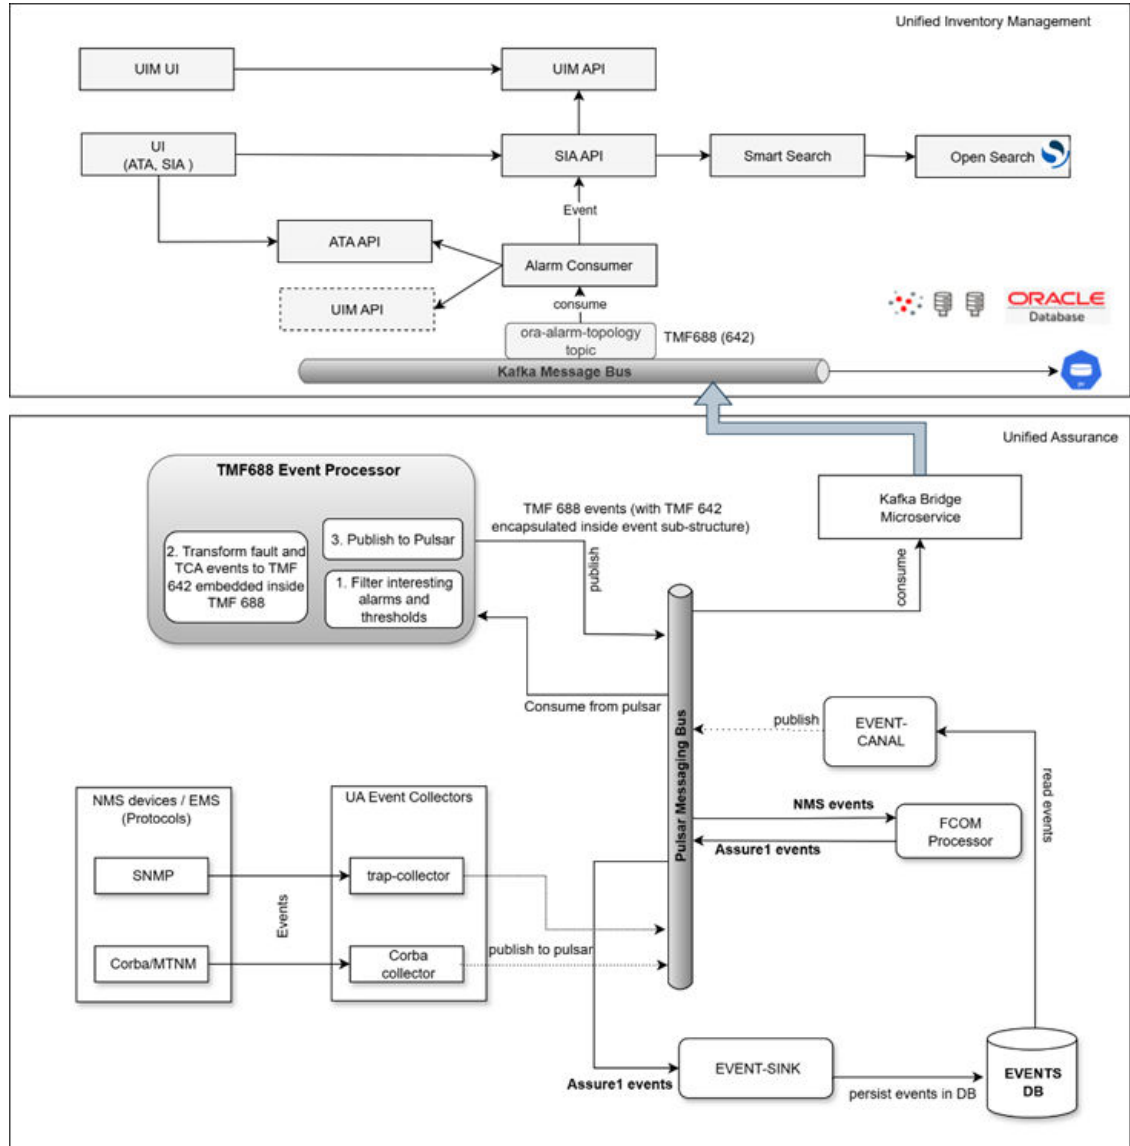 Unified Inventory Management
UIM UI
UIM API
UI
(ATA, SIA )
SIA API
Smart Search
Open Search
Event
ATA API
Alarm Consumer
UIM API
consume
ora-alarm-topology
topic
TMF688 (642)
ORACLE
Database
Kafka Message Bus
Unified Assurance
TMF688 Event Processor
Kafka Bridge
Microservice
TMF 688 events (with TMF 642
encapsulated inside event sub-structure)
3. Publish to Pulsar
2. Transform fault and
TCA events to TMF
642 embedded inside
TMF 688
1. Filter interesting
alarms and
thresholds
publish
consume
Consume from pulsar
Pulsar Messaging Bus
publish
EVENT-
CANAL
read events
NMS devices / EMS
(Protocols)
UA Event Collectors
NMS events
FCOM
Processor
Assure1 events
SNMP
trap-collector
Events
Corba/MTNM
Corba
collector
publish to pulsar
Assure1 events
EVENT-SINK
persist events in DB
EVENTS
DB